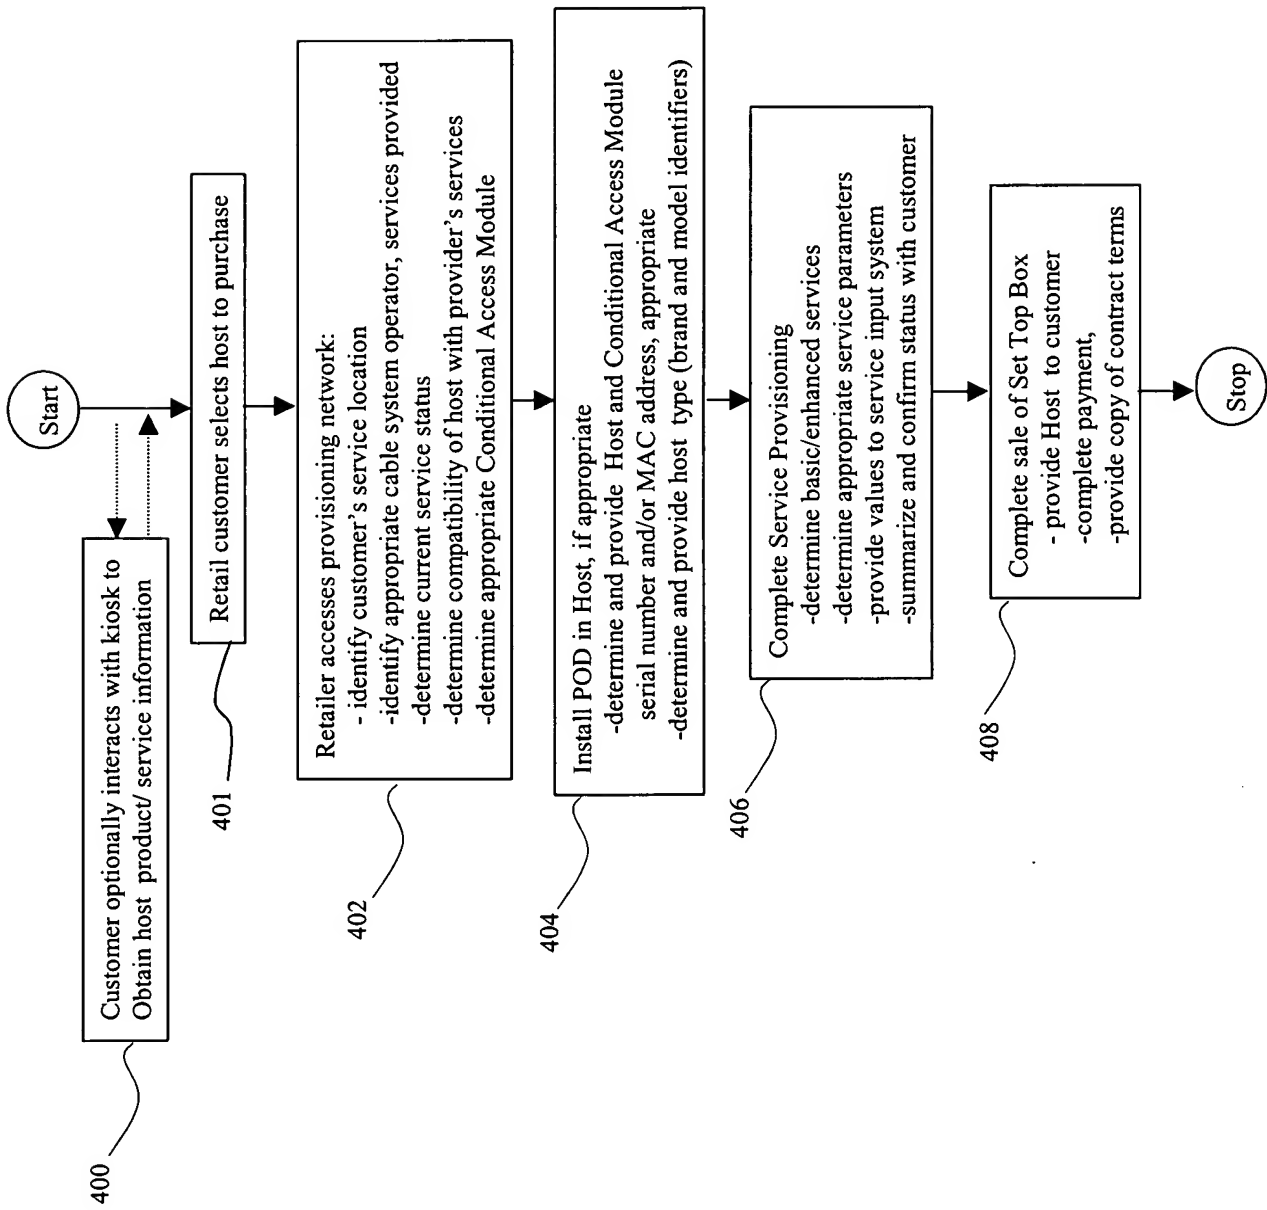 Start
Customer optionally interacts with kiosk to
Obtain host product/ service information
400
Retail customer selects host to purchase
401
Retailer accesses provisioning network:
- identify customer's service location
-identify appropriate cable system operator, services provided
-determine current service status
-determine compatibility of host with provider's services
-determine appropriate Conditional Access Module
402
Install POD in Host, if appropriate
-determine and provide Host and Conditional Access Module
serial number and/or MAC address, appropriate
-determine and provide host type (brand and model identifiers)
404
Complete Service Provisioning
-determine basic/enhanced services
-determine appropriate service parameters
-provide values to service input system
-summarize and confirm status with customer
406
Complete sale of Set Top Box
- provide Host to customer
-complete payment,
-provide copy of contract terms
408
Stop